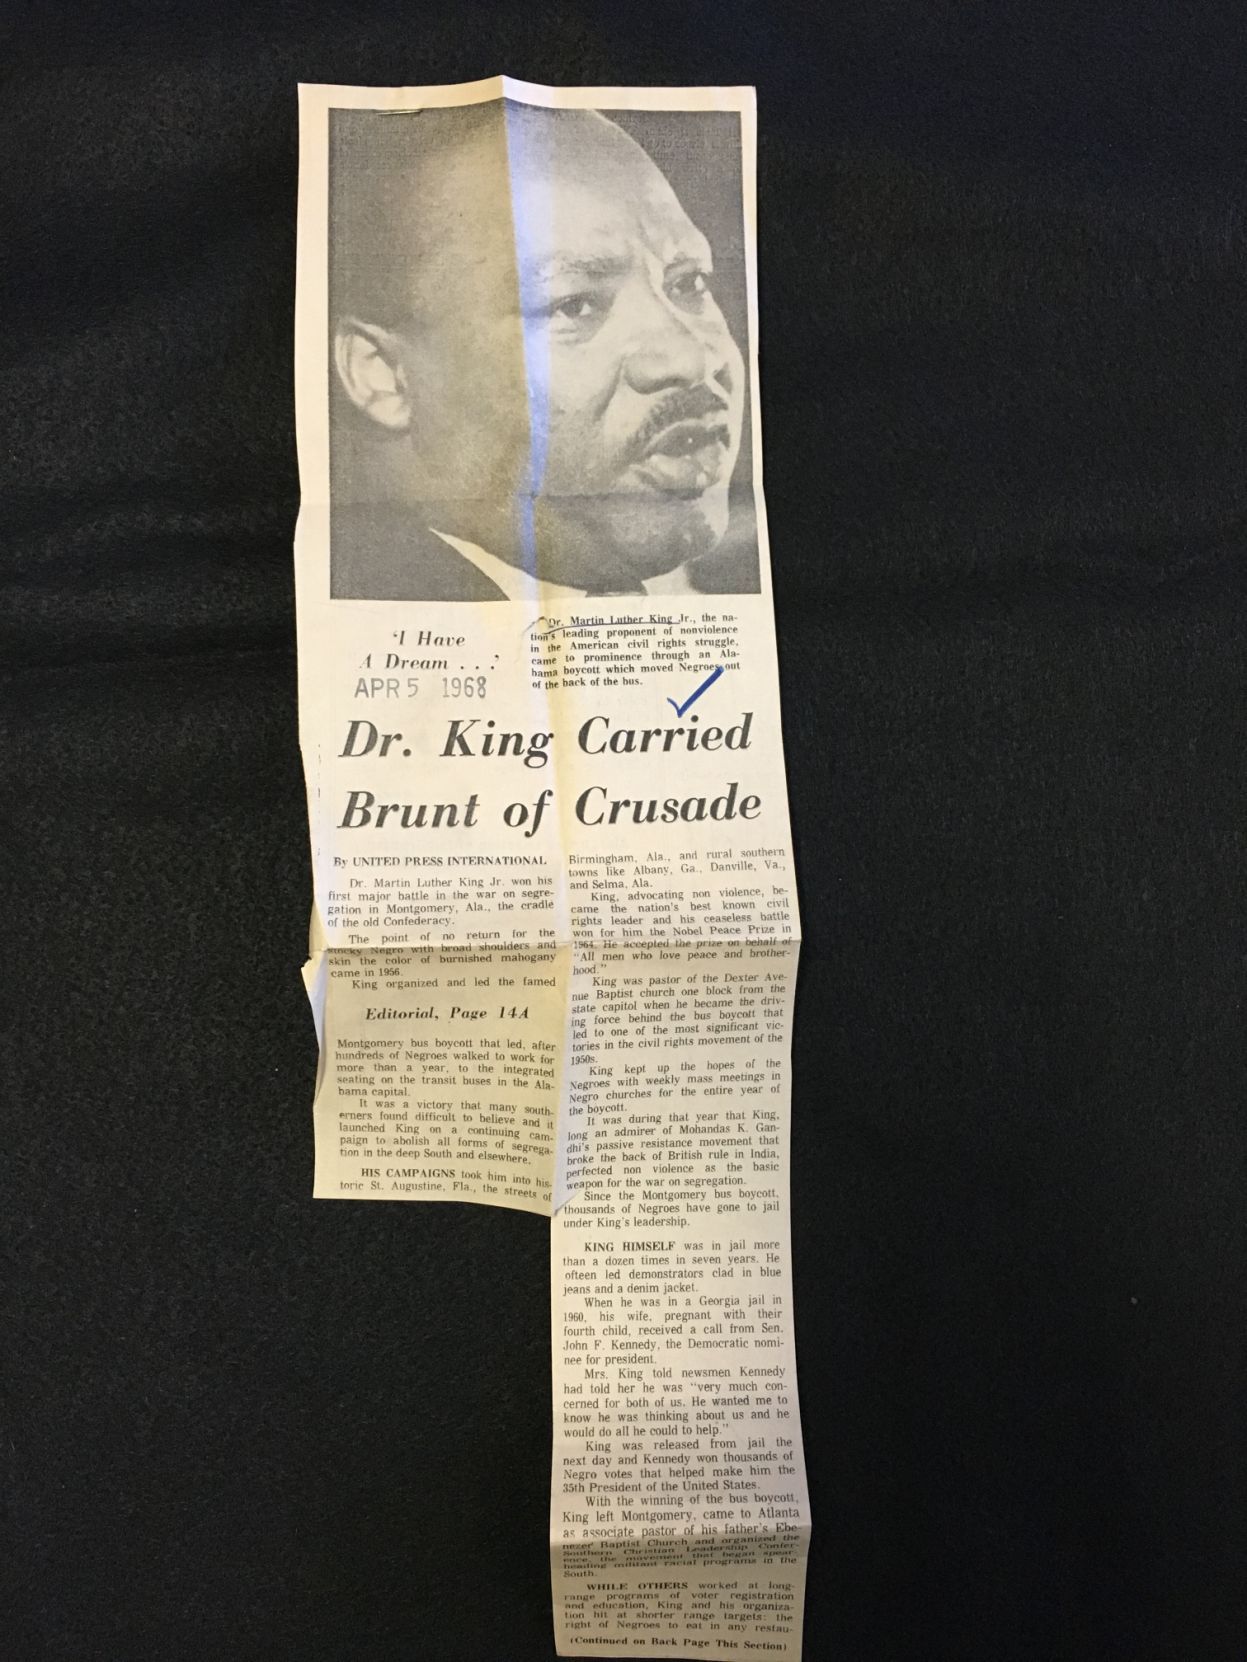 'I Have
A Dream . . .'
APR 5 1968
Dr. Martin Luther King Jr., the na-
tion's leading proponent of nonviolence
in the American civil rights struggle,
came to prominence through an Ala-
bama boycott which moved Negroes out
of the back of the bus.
Dr. King Carried
Brunt of Crusade
By UNITED PRESS INTERNATIONAL
Dr. Martin Luther King Jr. won his
first major battle in the war on segre-
gation in Montgomery, Ala., the cradle
of the old Confederacy.
The point of no return for the
stocky Negro with broad shoulders and
skin the color of burnished mahogany
came in 1956.
King organized and led the famed
Editorial, Page 14A
Montgomery bus boycott that led, after
hundreds of Negroes walked to work for
more than a year, to the integrated
seating on the transit buses in the Ala-
bama capital.
It was a victory that many south-
erners found difficult to believe and it
launched King on a continuing cam-
paign to abolish all forms of segrega-
tion in the deep South and elsewhere.
HIS CAMPAIGNS took him into his-
toric St. Augustine, Fla., the streets of
Birmingham, Ala., and rural southern
towns like Albany, Ga., Danville, Va.,
and Selma, Ala.
King, advocating non violence, be-
came the nation's best known civil
rights leader and his ceaseless battle
won for him the Nobel Peace Prize in
1964. He accepted the prize on behalf of
"All men who love peace and brother-
hood."
King was pastor of the Dexter Ave-
nue Baptist church one block from the
state capitol when he became the driv-
ing force behind the bus boycott that
led to one of the most significant vic-
tories in the civil rights movement of the
1950s.
King kept up the hopes of the
Negroes with weekly mass meetings in
Negro churches for the entire year of
the boycott.
It was during that year that King,
long an admirer of Mohandas K. Gan-
dhi's passive resistance movement that
broke the back of British rule in India,
perfected non violence as the basic
weapon for the war on segregation.
Since the Montgomery bus boycott,
thousands of Negroes have gone to jail
under King's leadership.
KING HIMSELF was in jail more
than a dozen times in seven years. He
ofteen led demonstrators clad in blue
jeans and a denim jacket.
When he was in a Georgia jail in
1960, his wife, pregnant with their
fourth child, received a call from Sen.
John F. Kennedy, the Democratic nomi-
nee for president.
Mrs. King told newsmen Kennedy
had told her he was "very much con-
cerned for both of us. He wanted me to
know he was thinking about us and he
would do all he could to help."
King was released from jail the
next day and Kennedy won thousands of
Negro votes that helped make him the
35th President of the United States.
With the winning of the bus boycott,
King left Montgomery, came to Atlanta
as associate pastor of his father's Ebe-
nezer Baptist Church and organized the
Southern Christian Leadership Confer-
ence, the movement that began spear-
heading militant racial programs in the
South.
WHILE OTHERS worked at long-
range programs of voter registration
and education, King and his organiza-
tion hit at shorter range targets: the
right of Negroes to eat in any restau-
(Continued on Back Page This Section)